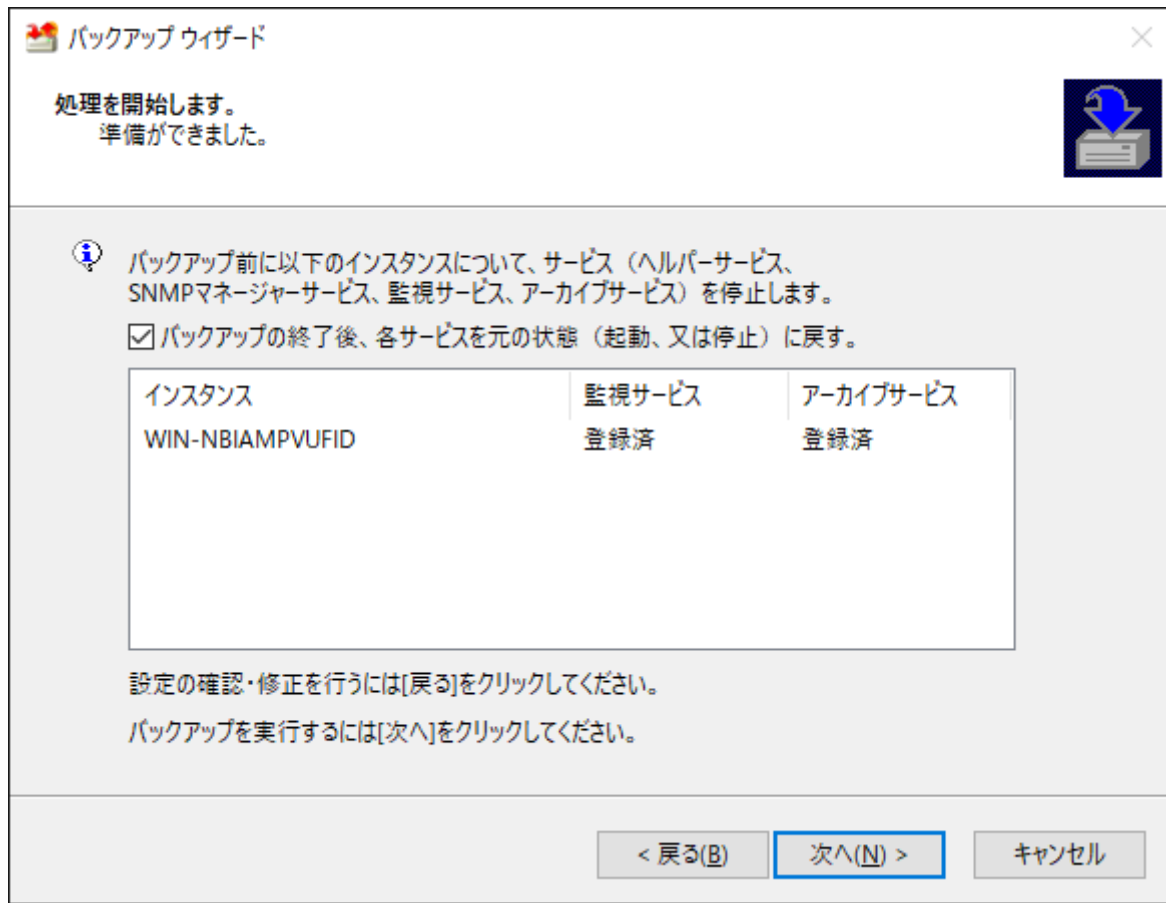 バックアップ ウィザード
処理を開始します。
準備ができました。
バックアップ前に以下のインスタンスについて、サービス（ヘルパーサービス、
SNMPマネージャーサービス、監視サービス、アーカイブサービス）を停止します。
バックアップの終了後、各サービスを元の状態（起動、又は停止）に戻す。
インスタンス 監視サービス アーカイブサービス
WIN-NBIAMPVUFID 登録済 登録済
設定の確認・修正を行うには[戻る]をクリックしてください。
バックアップを実行するには[次へ]をクリックしてください。
< 戻る(B) 次へ(N) > キャンセル